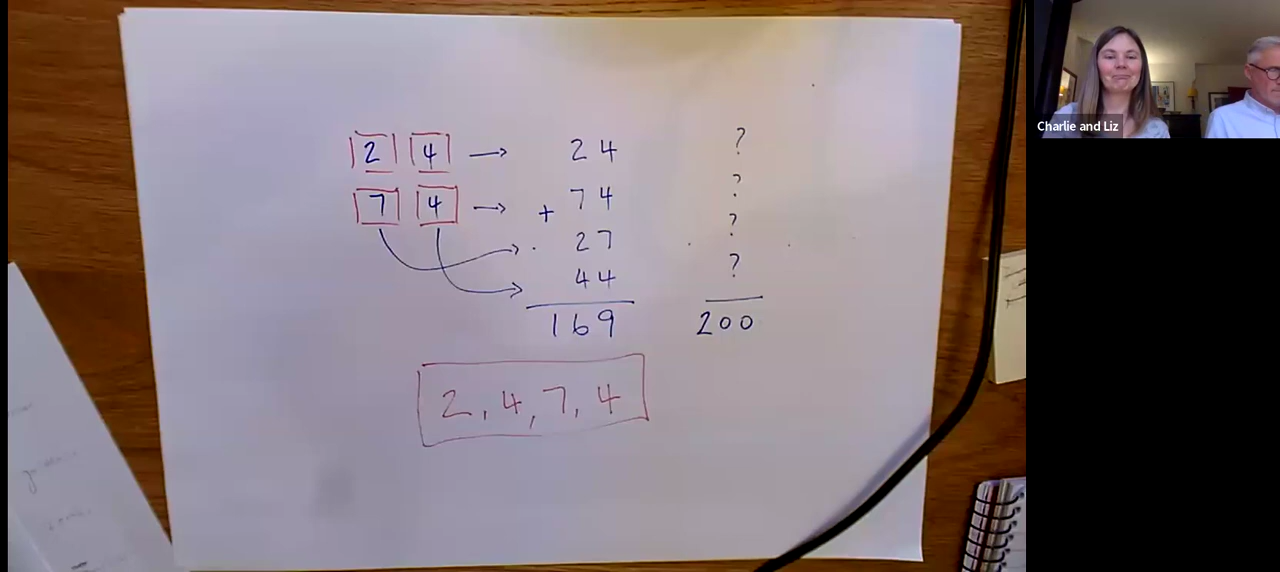 2 4 → 24 ?
7 4 → + 74 ?
27 ?
44 ?
169 200
2, 4, 7, 4
Charlie and Liz